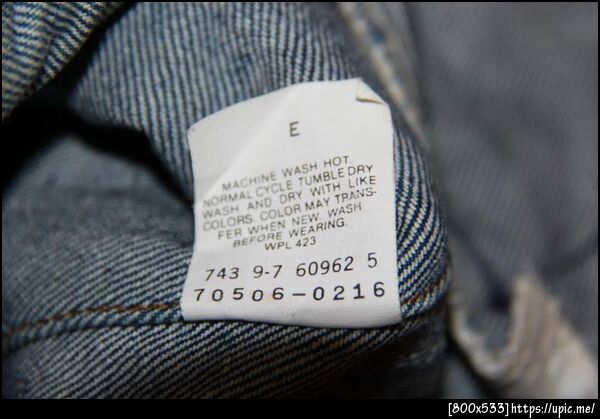 E
MACHINE WASH HOT.
NORMAL CYCLE TUMBLE DRY
WASH AND DRY WITH LIKE
COLORS. COLOR MAY TRANS-
FER WHEN NEW. WASH
BEFORE WEARING.
WPL 423
743 9-7 60962 5
70506-0216
[800x533]https://upic.me/